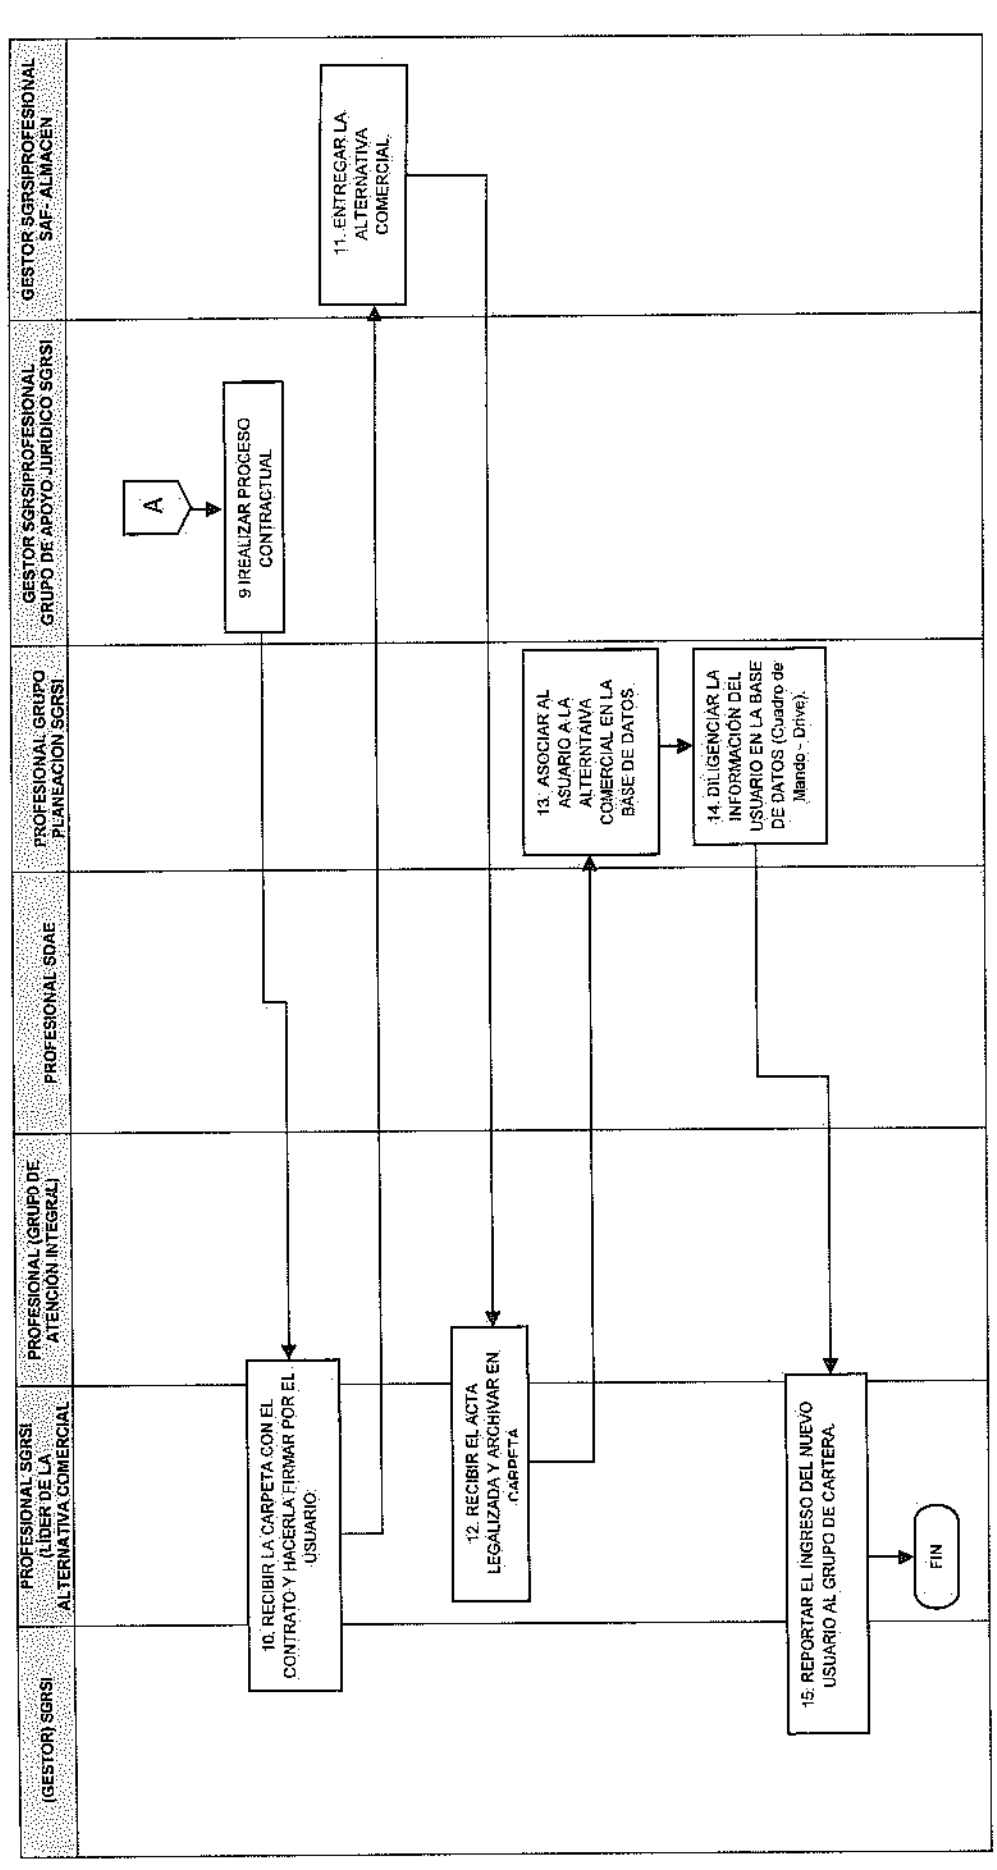 (GESTOR) SGRSI
PROFESIONAL SGRSI
(LÍDER DE LA
ALTERNATIVA COMERCIAL
PROFESIONAL (GRUPO DE
ATENCIÓN INTEGRAL)
PROFESIONAL SDAE
PROFESIONAL GRUPO
PLANEACIÓN SGRSI
GESTOR SGRSI\PROFESIONAL
GRUPO DE APOYO JURÍDICO SGRSI
GESTOR SGRSI\PROFESIONAL
SAF - ALMACÉN
A
9 REALIZAR PROCESO
CONTRACTUAL
10. RECIBIR LA CARPETA CON EL
CONTRATO Y HACERLA FIRMAR POR EL
USUARIO.
11. ENTREGAR LA
ALTERNATIVA
COMERCIAL.
12. RECIBIR EL ACTA
LEGALIZADA Y ARCHIVAR EN
CARPETA
13. ASOCIAR AL
ASUARIO A LA
ALTERNTAIVA
COMERCIAL EN LA
BASE DE DATOS.
14. DILIGENCIAR LA
INFORMACIÓN DEL
USUARIO EN LA BASE
DE DATOS (Cuadro de
Mando - Drive).
15. REPORTAR EL INGRESO DEL NUEVO
USUARIO AL GRUPO DE CARTERA.
FIN